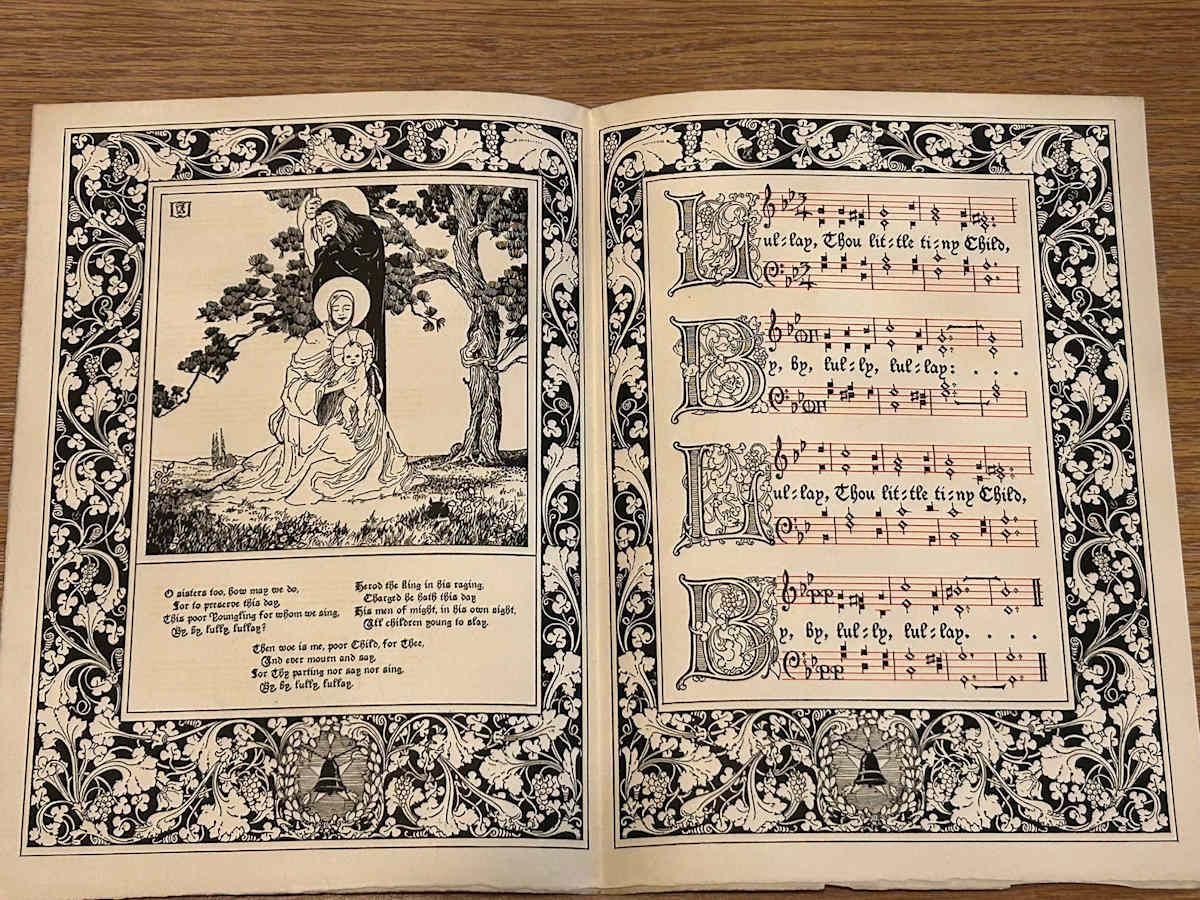 O sisters too, how may we do,
For to preserve this day,
This poor Youngling for whom we sing,
By, by, lully, lullay?
Herod the King in his raging,
Charged he hath this day
His men of might, in his own sight,
All children young to slay.
Then woe is me, poor Child, for Thee,
And ever mourn and say,
For Thy parting nor say nor sing,
By, by, lully, lullay.
Lul-lay, Thou lit-tle ti-ny Child,
By, by, lul-ly, lul-lay: . . . .
Lul-lay, Thou lit-tle ti-ny Child,
By, by, lul-ly, lul-lay. . . . .